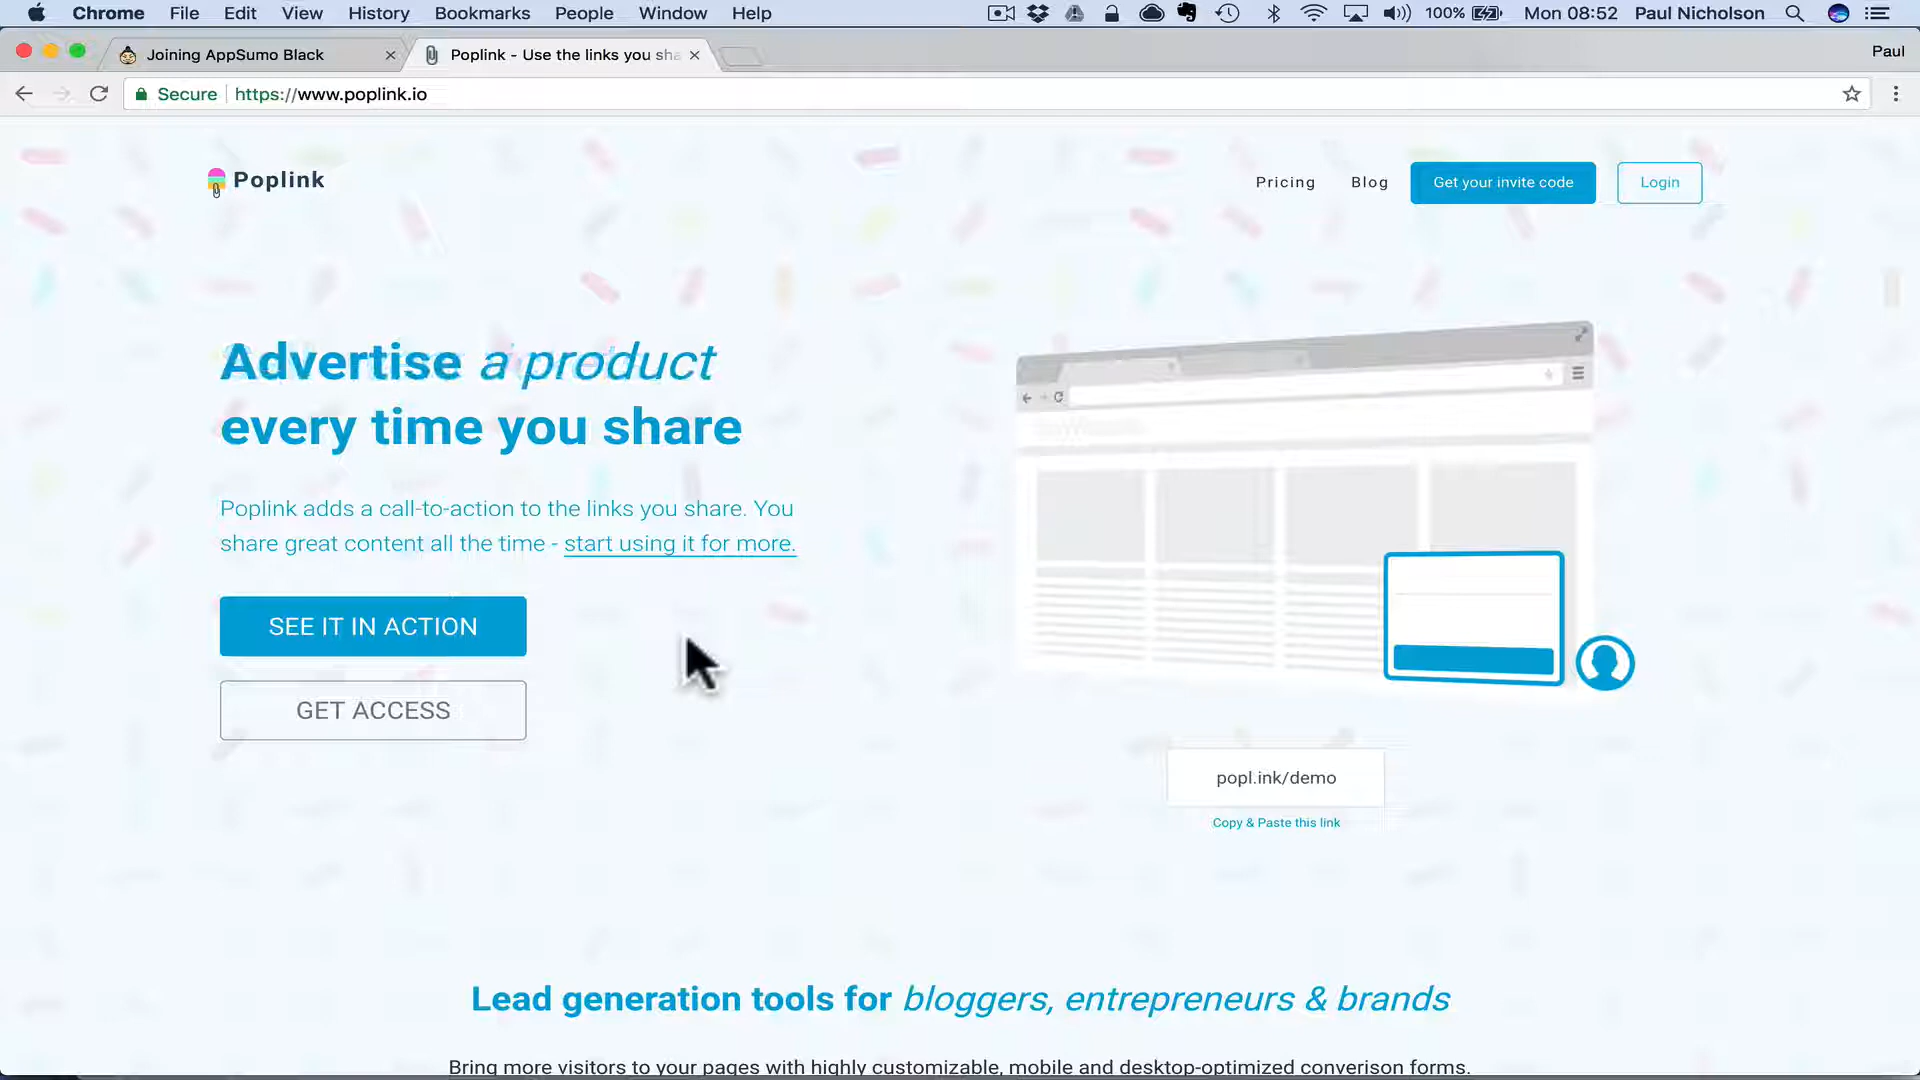 Chrome File Edit View History Bookmarks People Window Help 100% Mon 08:52 Paul Nicholson
Joining AppSumo Black Poplink - Use the links you sha Paul
Secure https://www.poplink.io
Poplink Pricing Blog Get your invite code Login
Advertise a product
every time you share
Poplink adds a call-to-action to the links you share. You
share great content all the time - start using it for more.
SEE IT IN ACTION
GET ACCESS
popl.ink/demo
Copy & Paste this link
Lead generation tools for bloggers, entrepreneurs & brands
Bring more visitors to your pages with highly customizable, mobile and desktop-optimized converison forms.